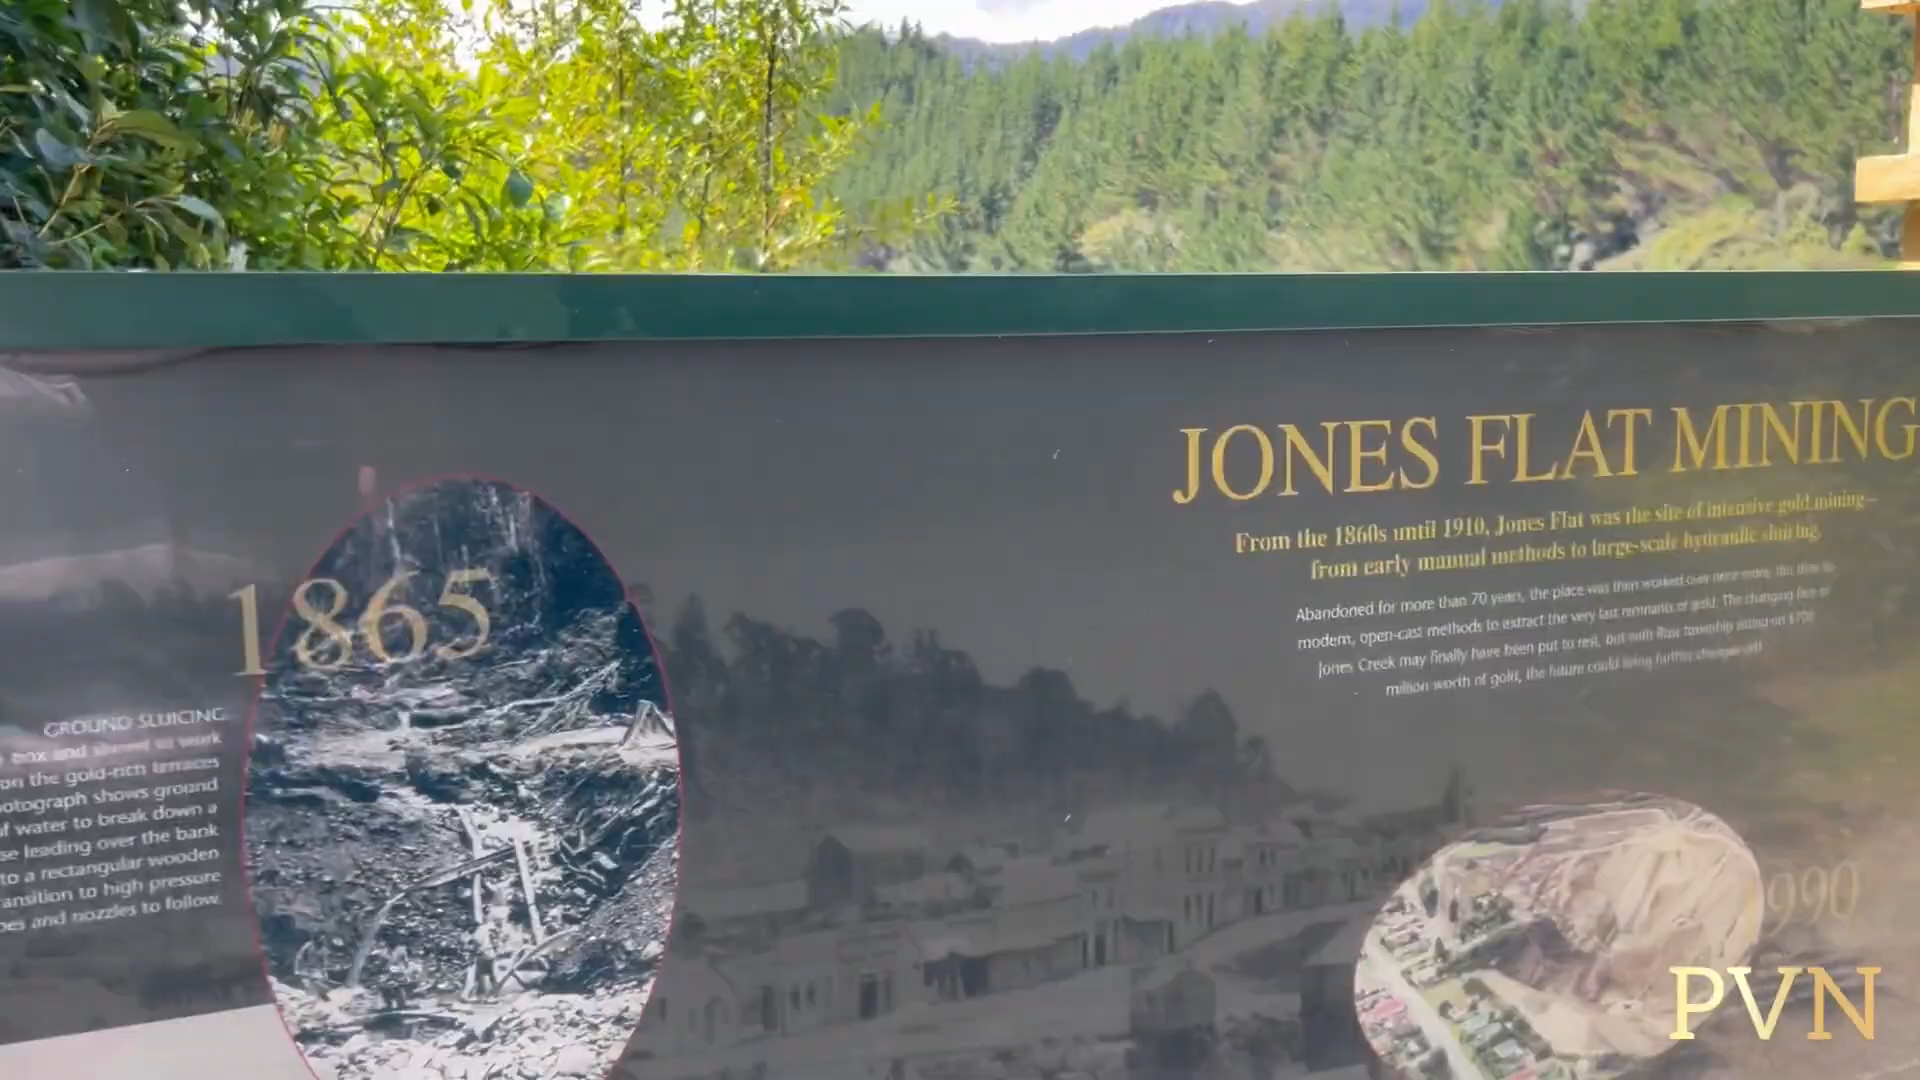 JONES FLAT MINING
From the 1860s until 1910, Jones Flat was the site of intensive gold mining–
from early manual methods to large-scale hydraulic sluicing.
Abandoned for more than 70 years, the place was then worked over once more, this time by
modern, open-cast methods to extract the very last remnants of gold. The changing face of
Jones Creek may finally have been put to rest, but with Ross township sitting on $700
million worth of gold, the future could bring further changes yet!
1865
GROUND SLUICING
box and shovel to work
on the gold-rich terraces
otograph shows ground
of water to break down a
se leading over the bank
to a rectangular wooden
ansition to high pressure
pes and nozzles to follow.
990
PVN